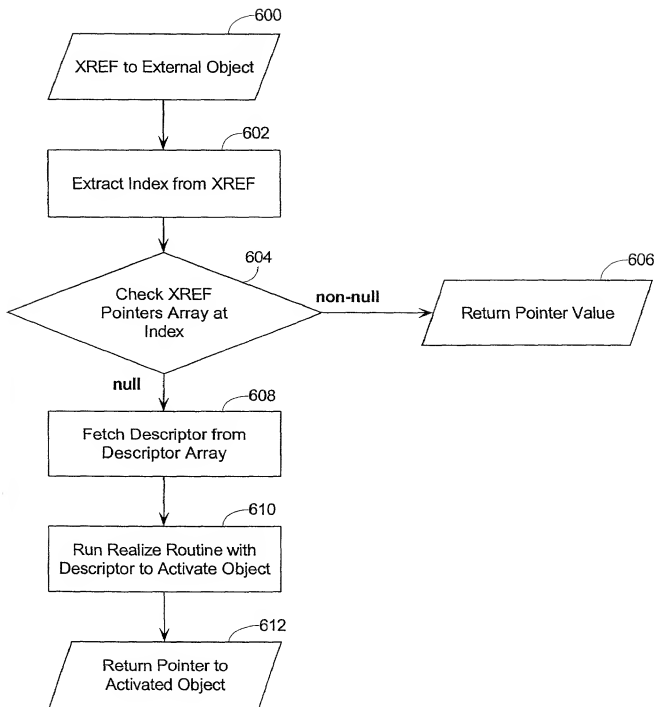 600
XREF to External Object
602
Extract Index from XREF
604
Check XREF
Pointers Array at
Index
non-null
606
Return Pointer Value
null
608
Fetch Descriptor from
Descriptor Array
610
Run Realize Routine with
Descriptor to Activate Object
612
Return Pointer to
Activated Object